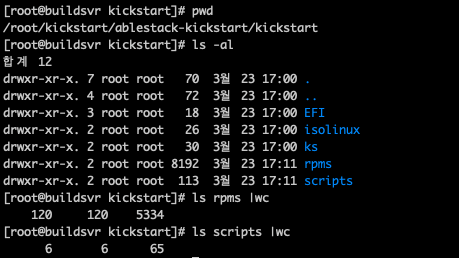 [root@buildsvr kickstart]# pwd
/root/kickstart/ablestack-kickstart/kickstart
[root@buildsvr kickstart]# ls -al
합계 12
drwxr-xr-x. 7 root root   70  3월  23 17:00 .
drwxr-xr-x. 4 root root   72  3월  23 17:00 ..
drwxr-xr-x. 3 root root   18  3월  23 17:00 EFI
drwxr-xr-x. 2 root root   26  3월  23 17:00 isolinux
drwxr-xr-x. 2 root root   30  3월  23 17:00 ks
drwxr-xr-x. 2 root root 8192  3월  23 17:11 rpms
drwxr-xr-x. 2 root root  113  3월  23 17:11 scripts
[root@buildsvr kickstart]# ls rpms |wc
    120     120    5334
[root@buildsvr kickstart]# ls scripts |wc
      6       6      65